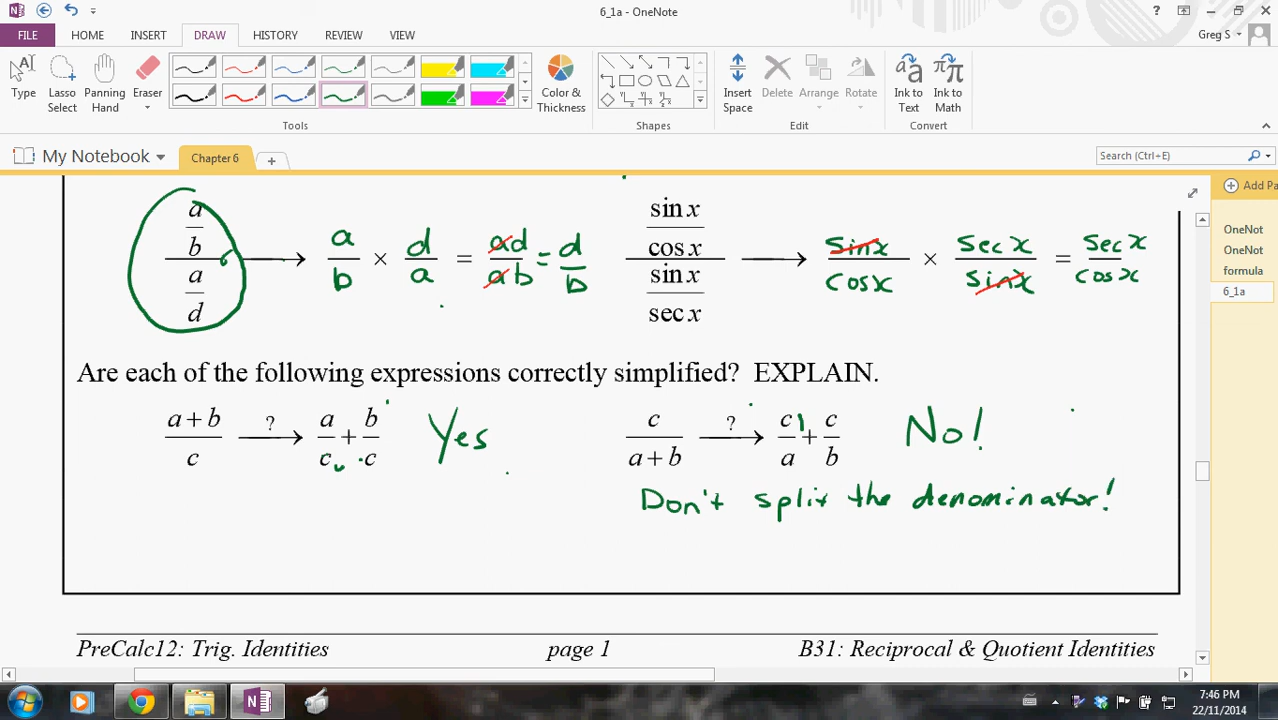 6_1a - OneNote
FILE HOME INSERT DRAW HISTORY REVIEW VIEW Greg S
Type Lasso Select Panning Hand Eraser Color & Thickness Insert Space Delete Arrange Rotate Ink to Text Ink to Math
Tools Shapes Edit Convert
My Notebook Chapter 6 Search (Ctrl+E)
Add Pa
OneNot
OneNot
formula
6_1a
a/b / a/d → a/b × d/a = ad/ab = d/b
sin x/cos x / sin x/sec x → sinx/cosx × sec x/sinx = sec x/cosx
Are each of the following expressions correctly simplified? EXPLAIN.
a + b/c ? → a/c + b/c Yes
c/a + b ? → c/a + c/b No!
Don't split the denominator!
PreCalc12: Trig. Identities page 1 B31: Reciprocal & Quotient Identities
7:46 PM
22/11/2014